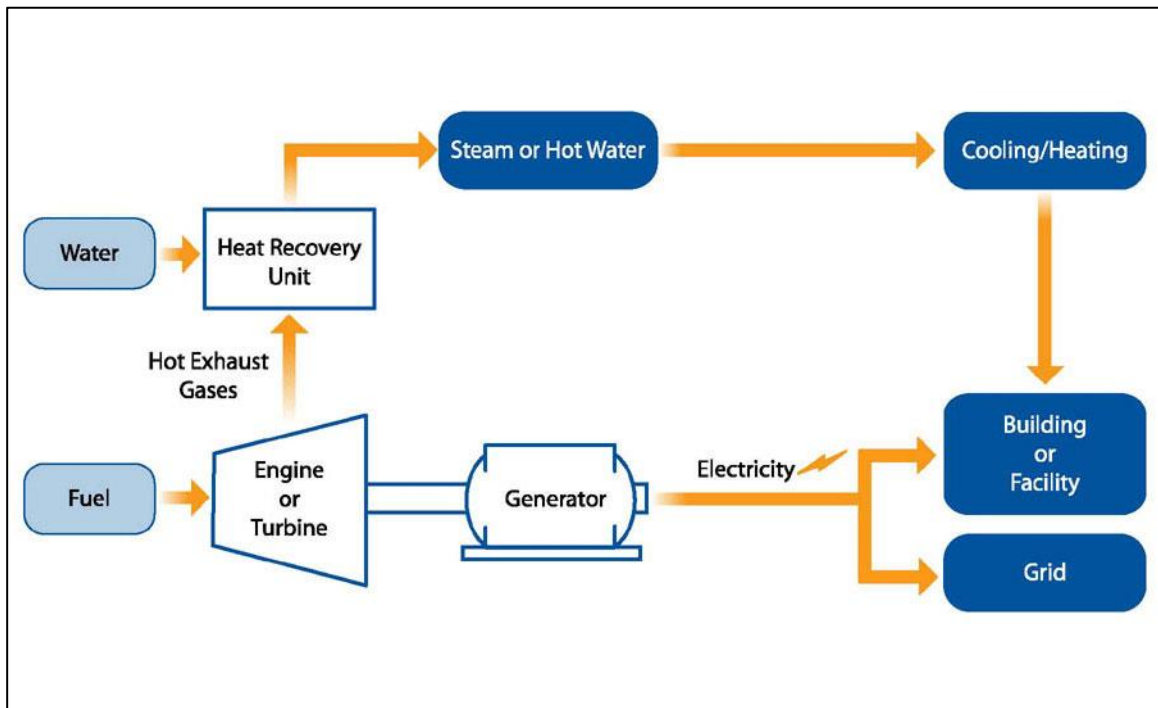 Steam or Hot Water
Cooling/Heating
Water
Heat Recovery
Unit
Hot Exhaust
Gases
Fuel
Engine
or
Turbine
Generator
Electricity
Building
or
Facility
Grid